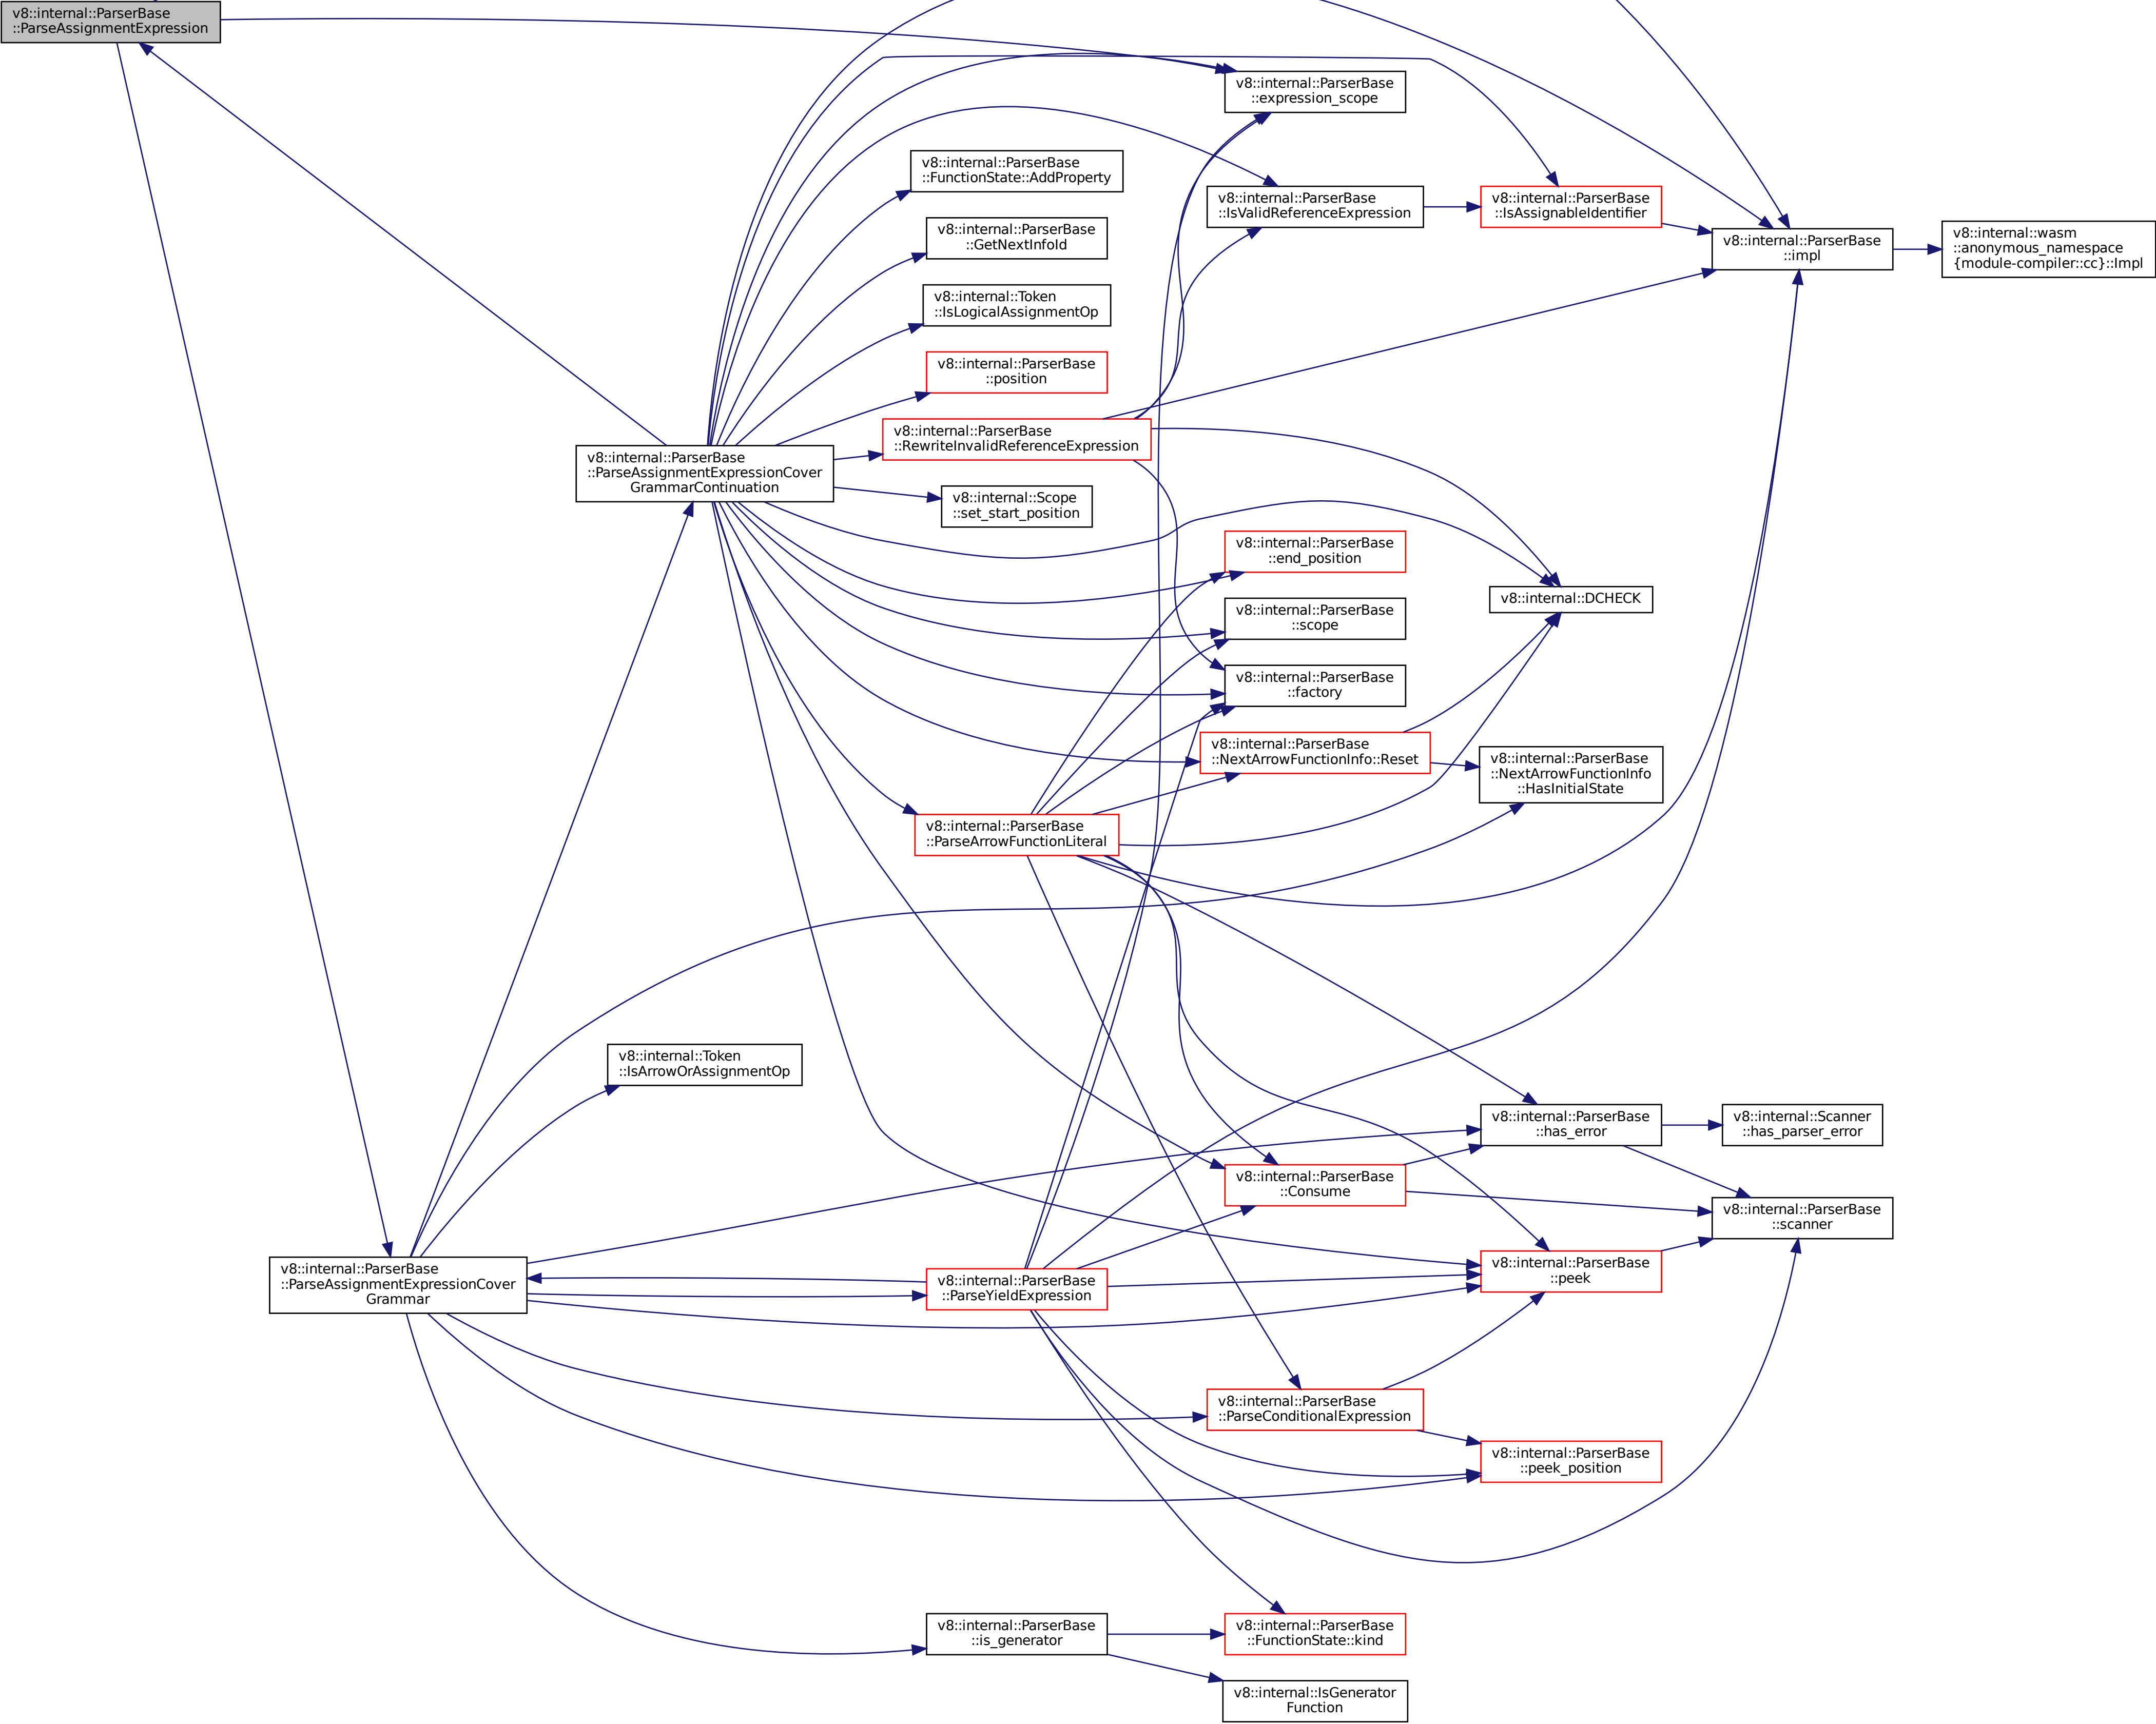 v8::internal::ParserBase
::ParseAssignmentExpression
v8::internal::ParserBase
::expression_scope
v8::internal::ParserBase
::FunctionState::AddProperty
v8::internal::ParserBase
::IsValidReferenceExpression
v8::internal::ParserBase
::IsAssignableIdentifier
v8::internal::ParserBase
::GetNextInfoId
v8::internal::ParserBase
::impl
v8::internal::wasm
::anonymous_namespace
{module-compiler::cc}::Impl
v8::internal::Token
::IsLogicalAssignmentOp
v8::internal::ParserBase
::position
v8::internal::ParserBase
::RewriteInvalidReferenceExpression
v8::internal::ParserBase
::ParseAssignmentExpressionCover
GrammarContinuation
v8::internal::Scope
::set_start_position
v8::internal::ParserBase
::end_position
v8::internal::DCHECK
v8::internal::ParserBase
::scope
v8::internal::ParserBase
::factory
v8::internal::ParserBase
::NextArrowFunctionInfo::Reset
v8::internal::ParserBase
::NextArrowFunctionInfo
::HasInitialState
v8::internal::ParserBase
::ParseArrowFunctionLiteral
v8::internal::Token
::IsArrowOrAssignmentOp
v8::internal::ParserBase
::has_error
v8::internal::Scanner
::has_parser_error
v8::internal::ParserBase
::Consume
v8::internal::ParserBase
::scanner
v8::internal::ParserBase
::ParseAssignmentExpressionCover
Grammar
v8::internal::ParserBase
::ParseYieldExpression
v8::internal::ParserBase
::peek
v8::internal::ParserBase
::ParseConditionalExpression
v8::internal::ParserBase
::peek_position
v8::internal::ParserBase
::is_generator
v8::internal::ParserBase
::FunctionState::kind
v8::internal::IsGenerator
Function